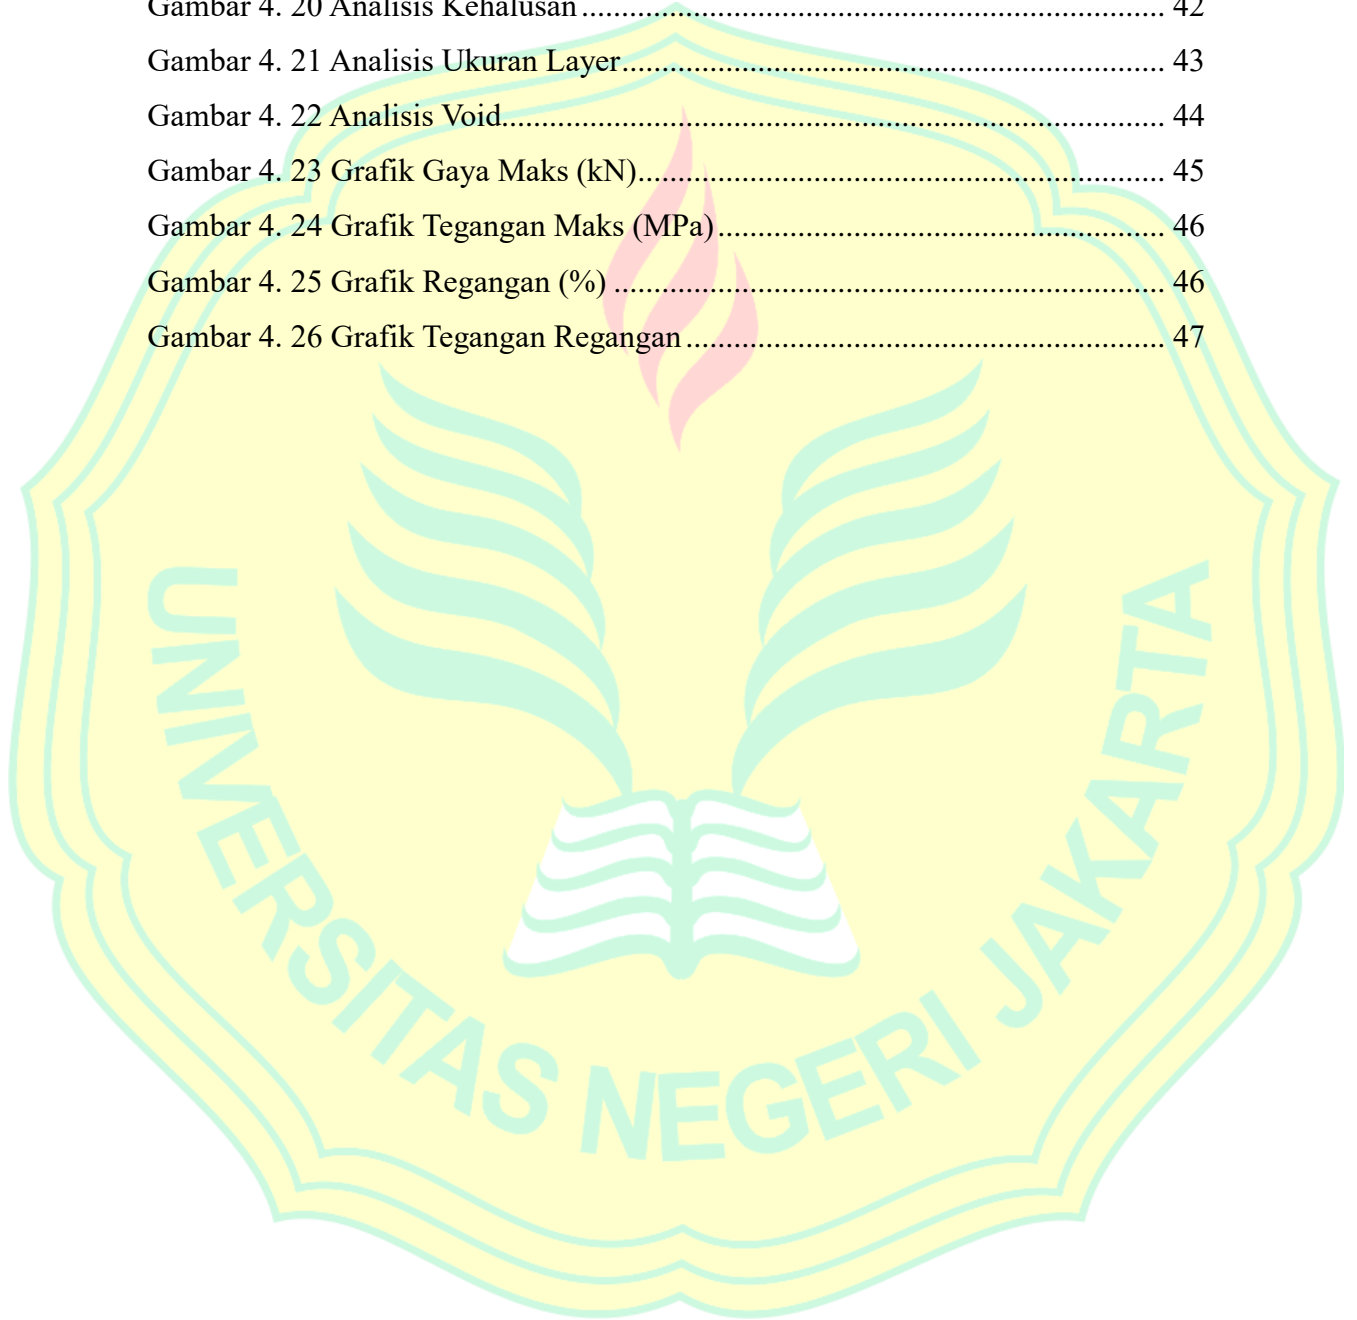 Gambar 4. 20 Analisis Kehalusan........................................................................ 42
Gambar 4. 21 Analisis Ukuran Layer.................................................................... 43
Gambar 4. 22 Analisis Void................................................................................... 44
Gambar 4. 23 Grafik Gaya Maks (kN).................................................................. 45
Gambar 4. 24 Grafik Tegangan Maks (MPa)........................................................ 46
Gambar 4. 25 Grafik Regangan (%) ..................................................................... 46
Gambar 4. 26 Grafik Tegangan Regangan............................................................ 47
UNIVERSITAS NEGERI JAKARTA